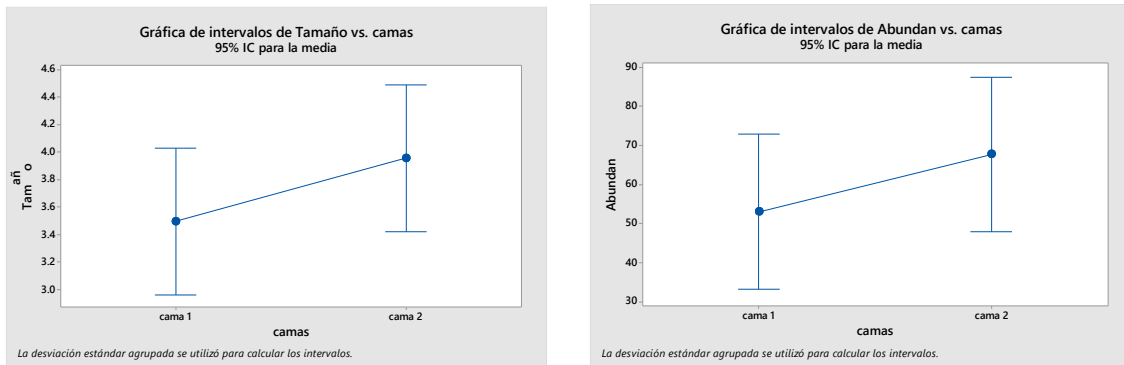 Gráfica de intervalos de Tamaño vs. camas
95% IC para la media
4.6
4.4
4.2
4.0
3.8
3.6
3.4
3.2
3.0
Tamaño
cama 1
cama 2
camas
La desviación estándar agrupada se utilizó para calcular los intervalos.
Gráfica de intervalos de Abundan vs. camas
95% IC para la media
90
80
70
60
50
40
30
Abundan
cama 1
cama 2
camas
La desviación estándar agrupada se utilizó para calcular los intervalos.